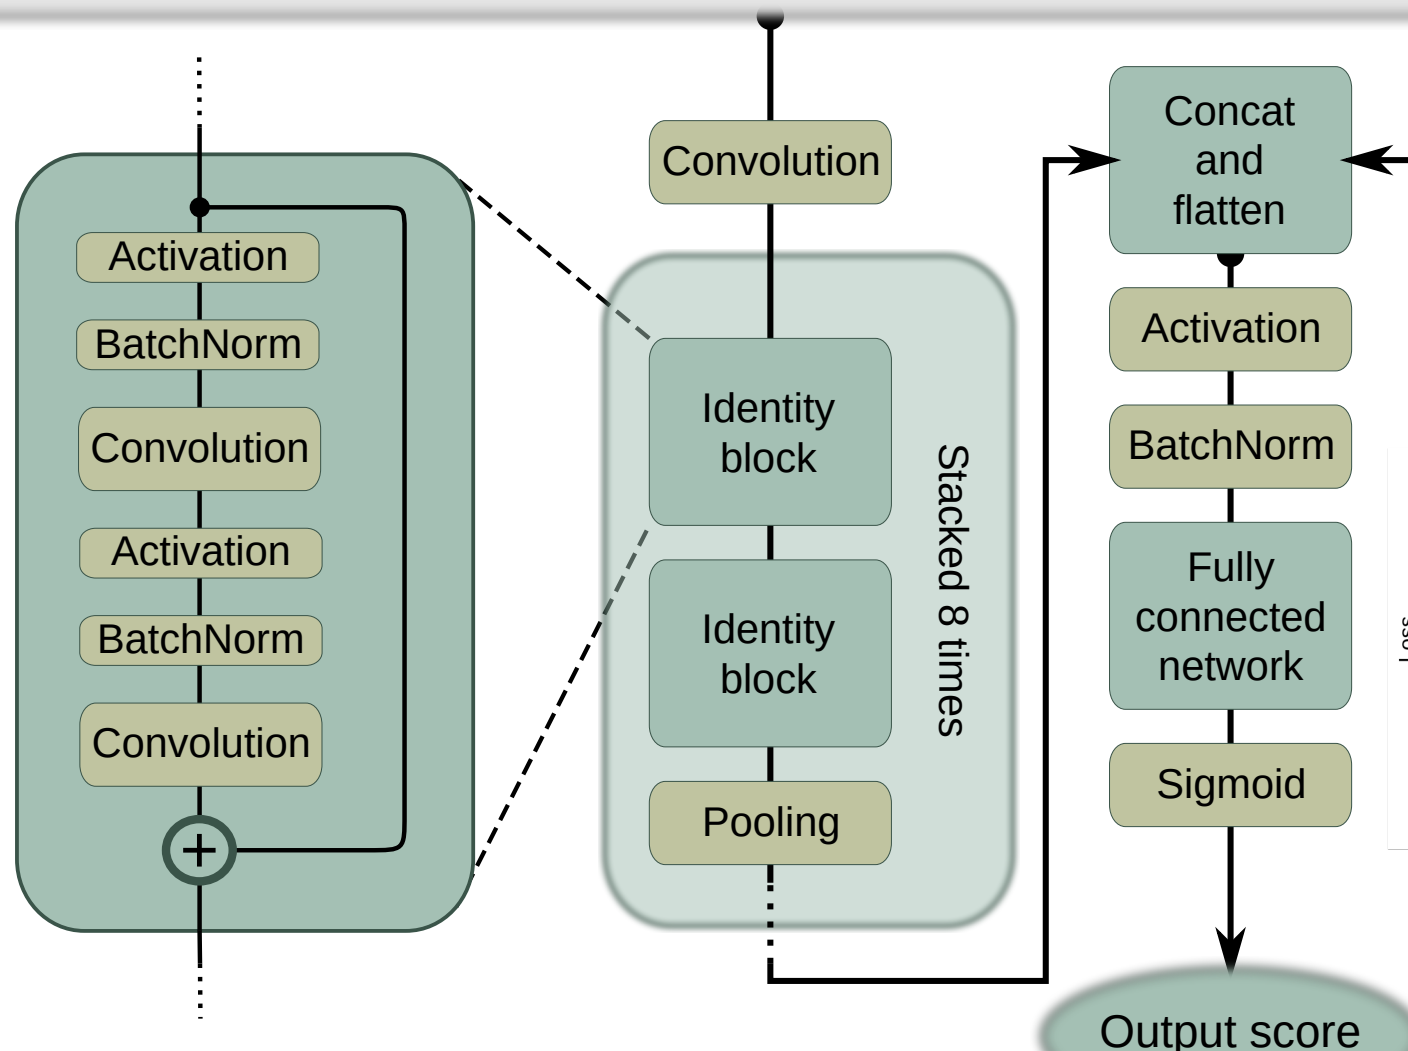 Activation
BatchNorm
Convolution
Activation
BatchNorm
Convolution
Convolution
Identity
block
Identity
block
Pooling
Stacked 8 times
Concat
and
flatten
Activation
BatchNorm
Fully
connected
network
Sigmoid
Output score